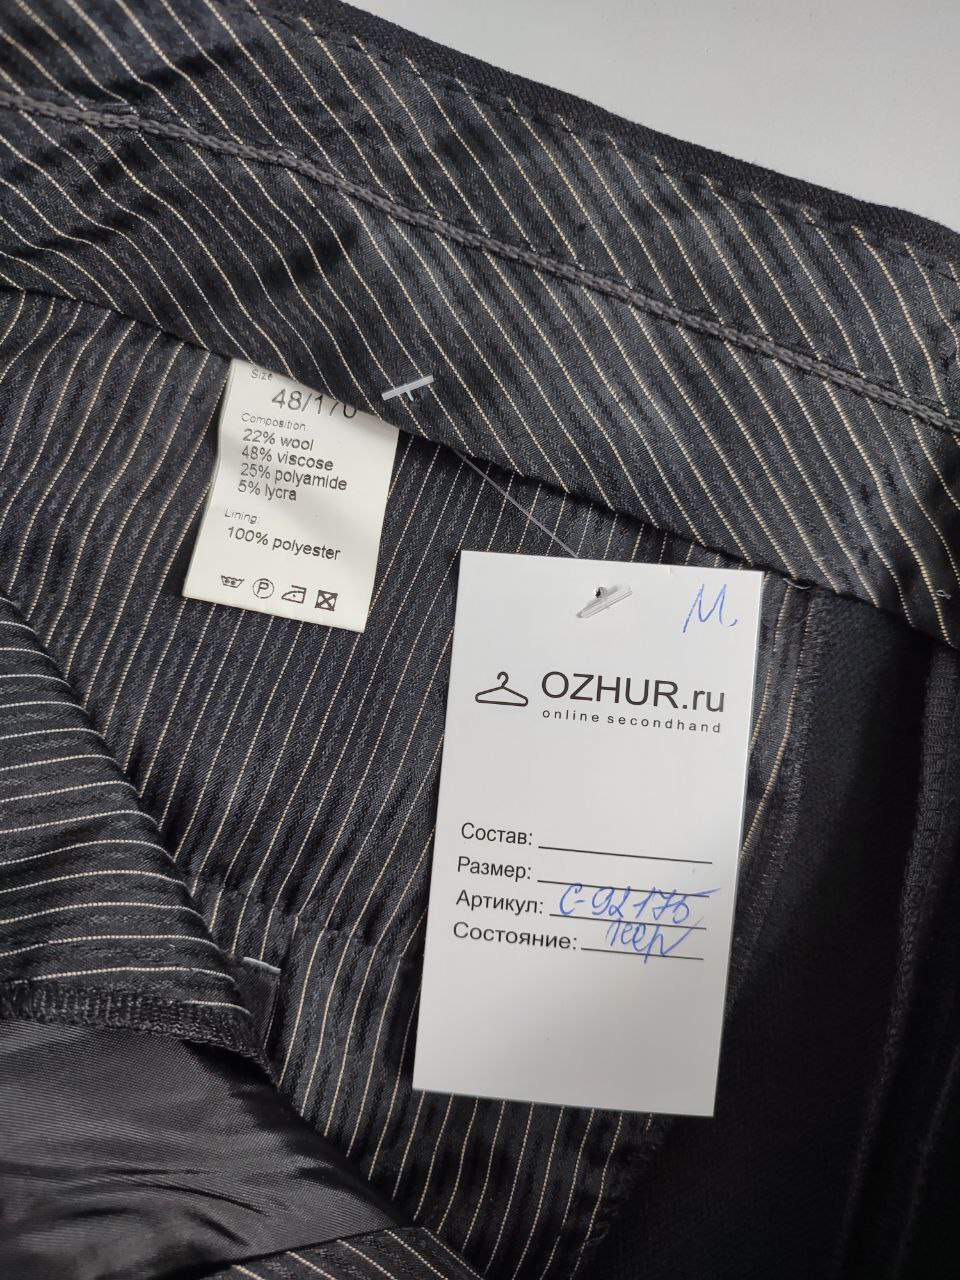 Size
48/170
Composition:
22% wool
48% viscose
25% polyamide
5% lycra
Lining:
100% polyester
P
M.
OZHUR.ru
online secondhand
Состав:
Размер:
Артикул: С-92175
Состояние: